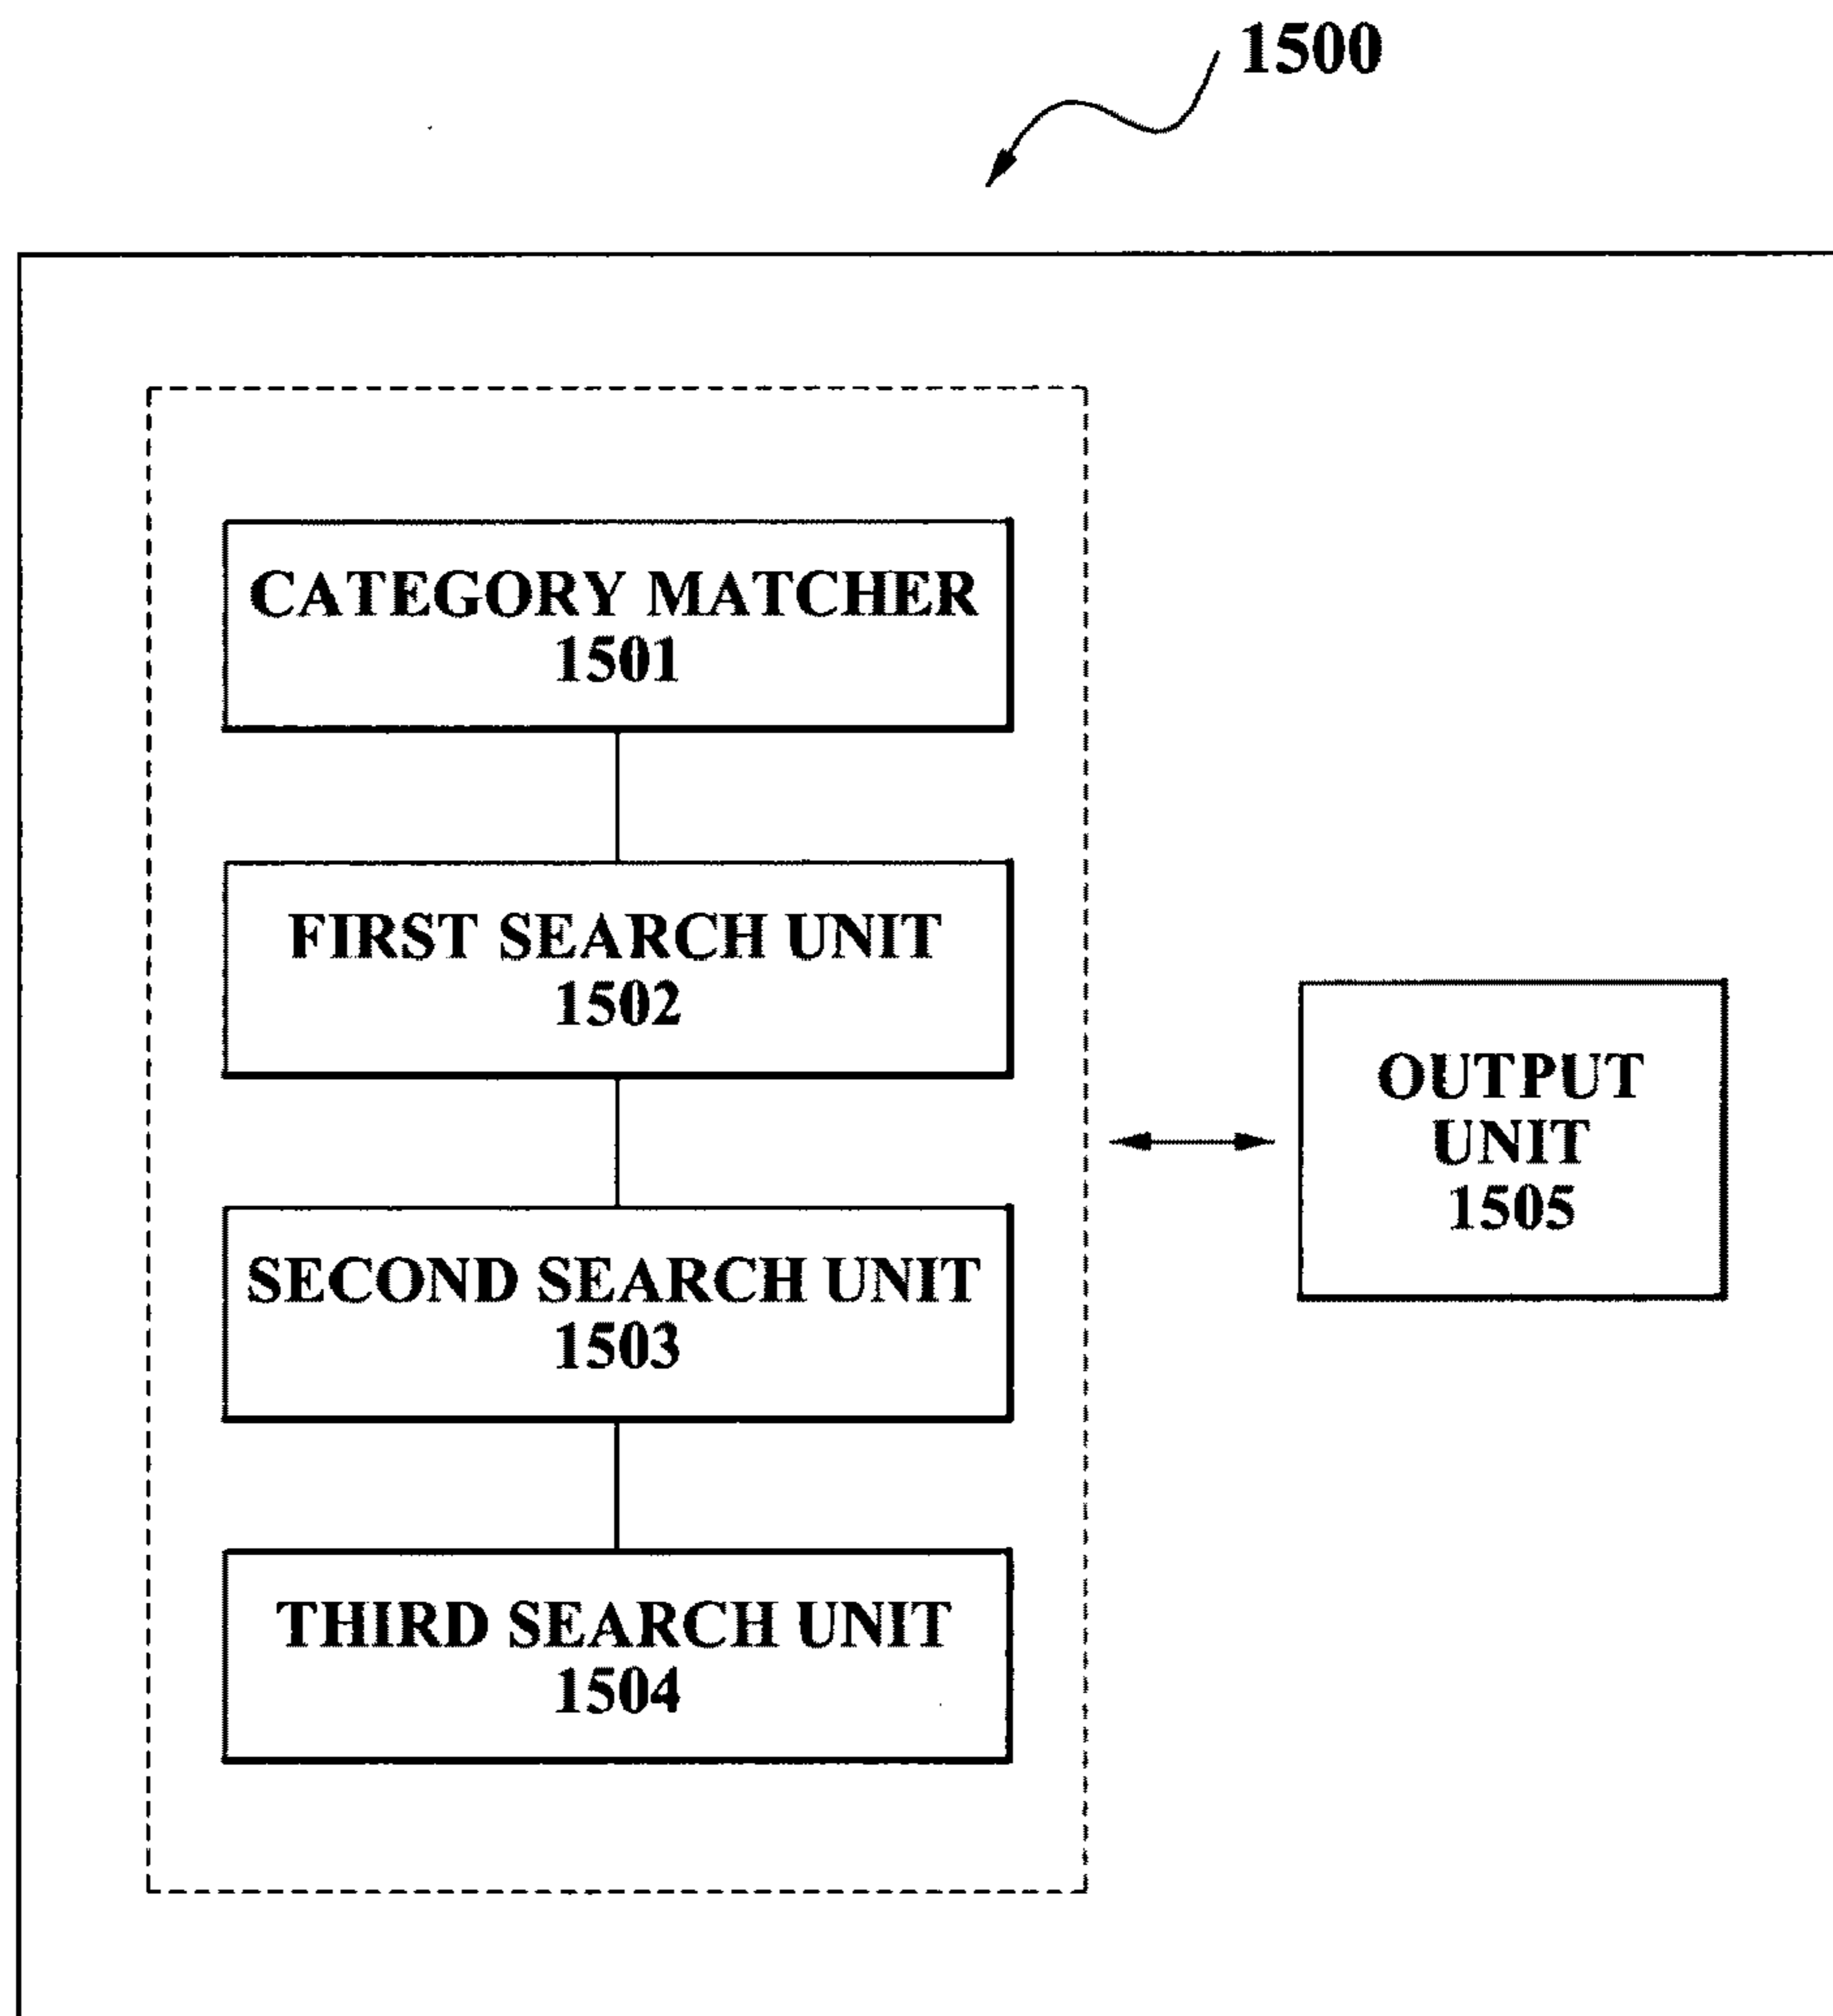 1500
CATEGORY MATCHER
1501
FIRST SEARCH UNIT
1502
SECOND SEARCH UNIT
1503
THIRD SEARCH UNIT
1504
OUTPUT
UNIT
1505